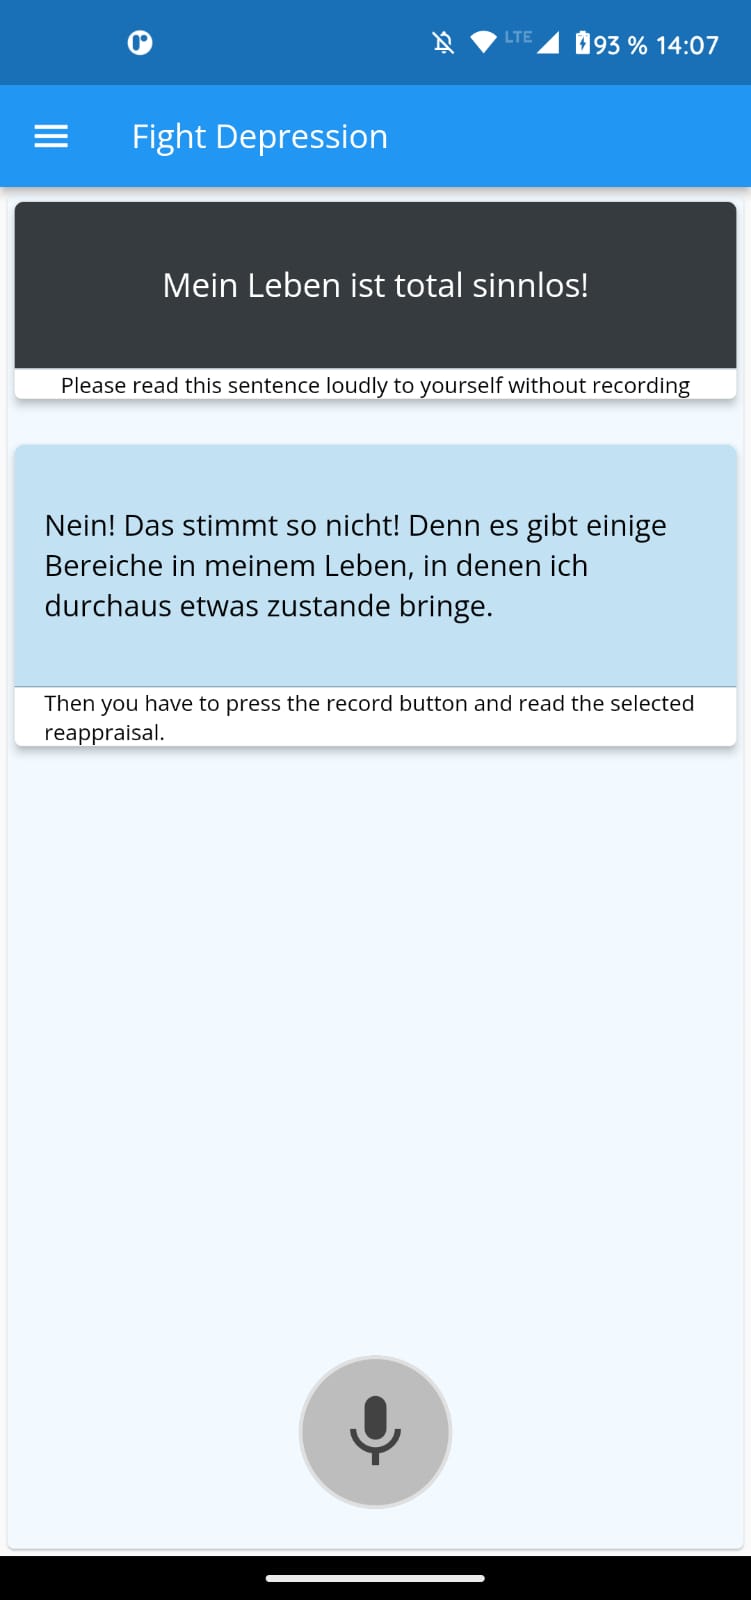 LTE 93 % 14:07
Fight Depression
Mein Leben ist total sinnlos!
Please read this sentence loudly to yourself without recording
Nein! Das stimmt so nicht! Denn es gibt einige
Bereiche in meinem Leben, in denen ich
durchaus etwas zustande bringe.
Then you have to press the record button and read the selected
reappraisal.